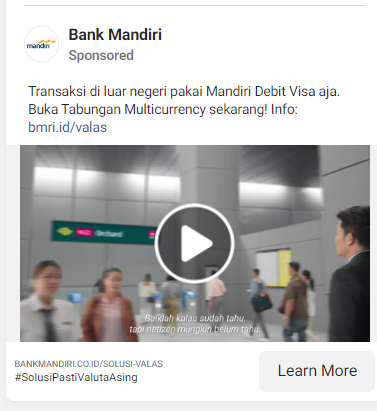 mandiri
Bank Mandiri
Sponsored
Transaksi di luar negeri pakai Mandiri Debit Visa aja.
Buka Tabungan Multicurrency sekarang! Info:
bmri.id/valas
Orchard
Baiklah kalau sudah tahu,
tapi netizen mungkin belum tahu.
BANKMANDIRI.CO.ID/SOLUSI-VALAS
#SolusiPastiValutaAsing
Learn More